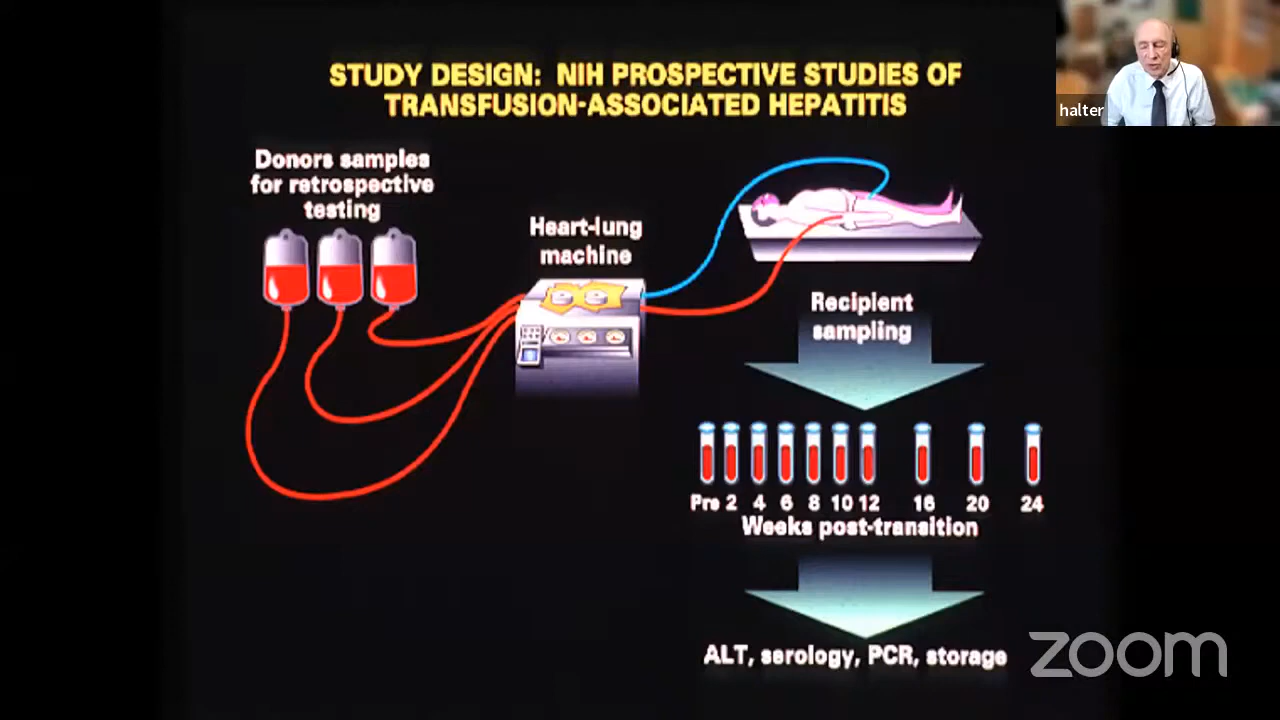 STUDY DESIGN: NIH PROSPECTIVE STUDIES OF
TRANSFUSION-ASSOCIATED HEPATITIS
halter
Donors samples
for retrospective
testing
Heart-lung
machine
Recipient
sampling
Pre 2 4 6 8 10 12 16 20 24
Weeks post-transition
ALT, serology, PCR, storage
zoom